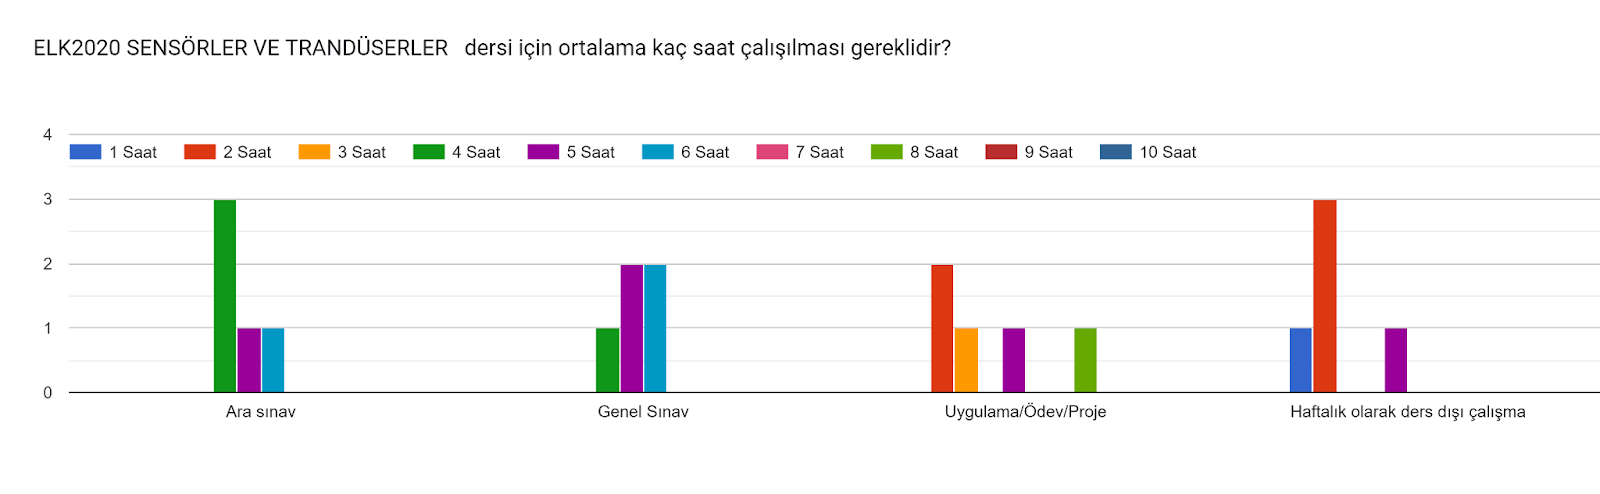 ELK2020 SENSÖRLER VE TRANDÜSERLER dersi için ortalama kaç saat çalışılması gereklidir?
4
1 Saat 2 Saat 3 Saat 4 Saat 5 Saat 6 Saat 7 Saat 8 Saat 9 Saat 10 Saat
3
2
1
0
Ara sınav Genel Sınav Uygulama/Ödev/Proje Haftalık olarak ders dışı çalışma